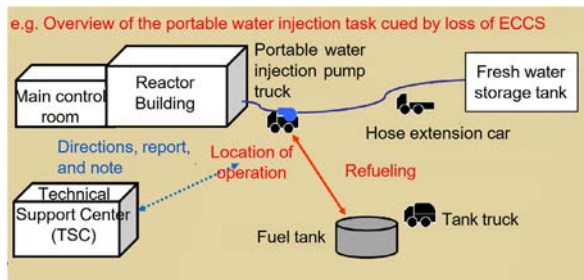 e.g. Overview of the portable water injection task cued by loss of ECCS
Portable water
injection pump
truck
Reactor
Building
Main control
room
Fresh water
storage tank
Hose extension car
Directions, report,
and note
Location of
operation
Refueling
Technical
Support Center
(TSC)
Fuel tank
Tank truck